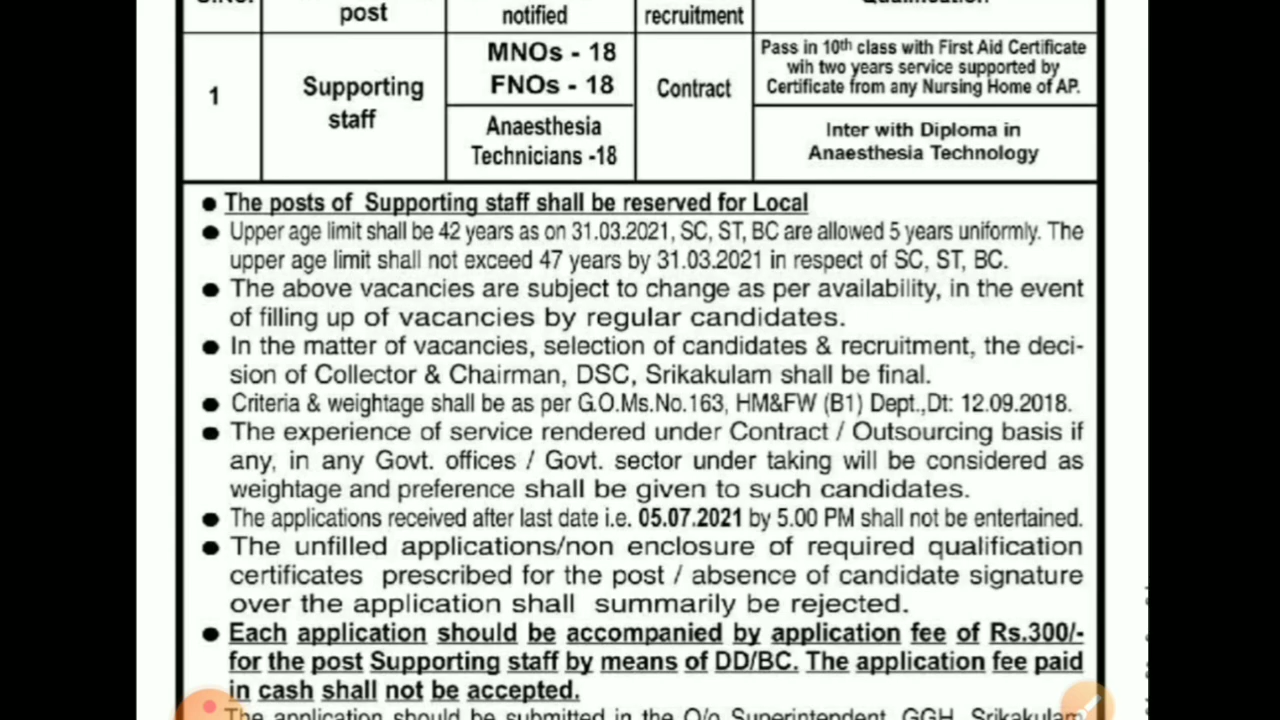 S.No.
post
notified
recruitment
Qualification
1
Supporting
staff
MNOs - 18
FNOs - 18
Anaesthesia
Technicians -18
Contract
Pass in 10th class with First Aid Certificate
wih two years service supported by
Certificate from any Nursing Home of AP.
Inter with Diploma in
Anaesthesia Technology
● The posts of Supporting staff shall be reserved for Local
● Upper age limit shall be 42 years as on 31.03.2021, SC, ST, BC are allowed 5 years uniformly. The
upper age limit shall not exceed 47 years by 31.03.2021 in respect of SC, ST, BC.
● The above vacancies are subject to change as per availability, in the event
of filling up of vacancies by regular candidates.
● In the matter of vacancies, selection of candidates & recruitment, the deci-
sion of Collector & Chairman, DSC, Srikakulam shall be final.
● Criteria & weightage shall be as per G.O.Ms.No.163, HM&FW (B1) Dept.,Dt: 12.09.2018.
● The experience of service rendered under Contract / Outsourcing basis if
any, in any Govt. offices / Govt. sector under taking will be considered as
weightage and preference shall be given to such candidates.
● The applications received after last date i.e. 05.07.2021 by 5.00 PM shall not be entertained.
● The unfilled applications/non enclosure of required qualification
certificates prescribed for the post / absence of candidate signature
over the application shall summarily be rejected.
● Each application should be accompanied by application fee of Rs.300/-
for the post Supporting staff by means of DD/BC. The application fee paid
in cash shall not be accepted.
The application should be submitted in the O/o Superintendent, GGH, Srikakulam